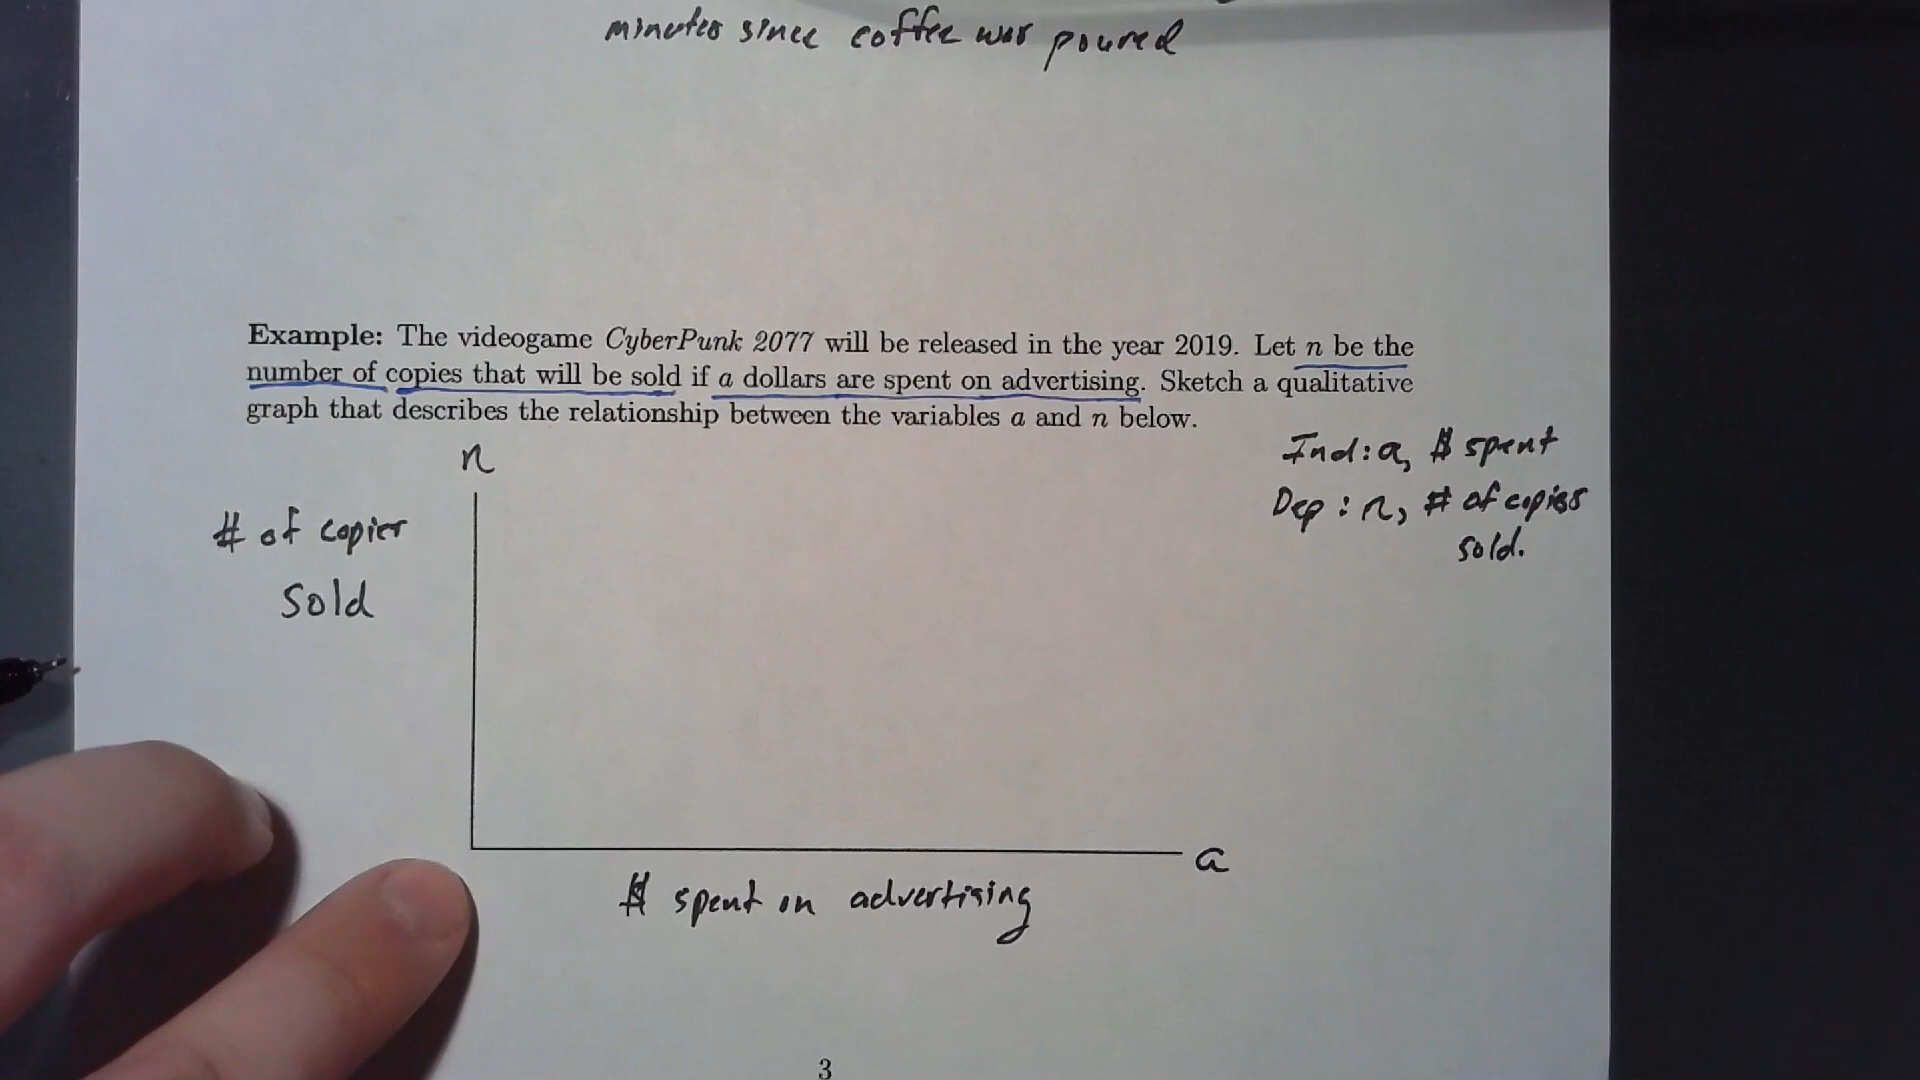 minutes since coffee was poured
Example: The videogame CyberPunk 2077 will be released in the year 2019. Let n be the
number of copies that will be sold if a dollars are spent on advertising. Sketch a qualitative
graph that describes the relationship between the variables a and n below.
Ind: a, $ spent
Dep: n, # of copies
sold.
n
# of copies
sold
a
$ spent on advertising
3